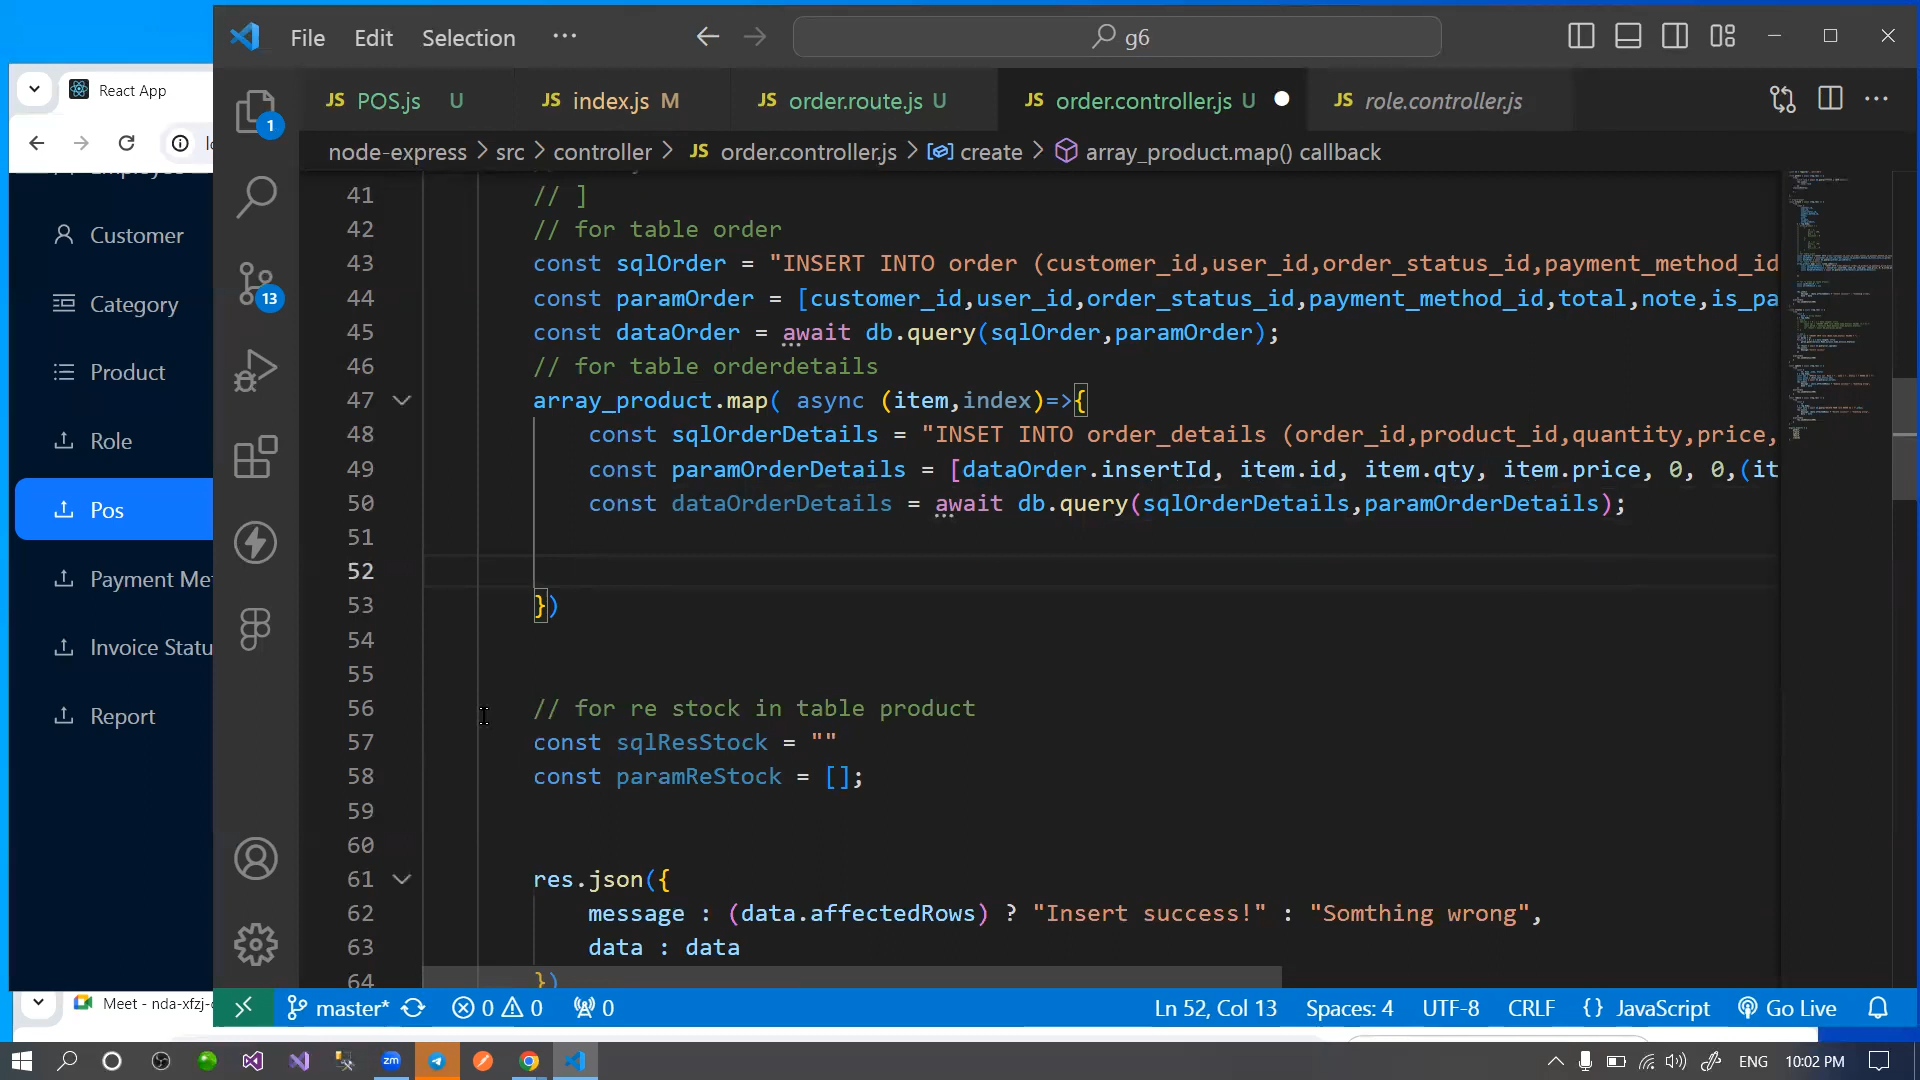 File Edit Selection ...
g6
React App
JS POS.js U
JS index.js M
JS order.route.js U
JS order.controller.js U
JS role.controller.js
node-express > src > controller > JS order.controller.js > create > array_product.map() callback
1
13
Customer
Category
Product
Role
Pos
Payment Me
Invoice Statu
Report
41 // ]
42 // for table order
43 const sqlOrder = "INSERT INTO order (customer_id,user_id,order_status_id,payment_method_id
44 const paramOrder = [customer_id,user_id,order_status_id,payment_method_id,total,note,is_pa
45 const dataOrder = await db.query(sqlOrder,paramOrder);
46 // for table orderdetails
47 array_product.map( async (item,index)=>{
48 const sqlOrderDetails = "INSET INTO order_details (order_id,product_id,quantity,price,
49 const paramOrderDetails = [dataOrder.insertId, item.id, item.qty, item.price, 0, 0,(it
50 const dataOrderDetails = await db.query(sqlOrderDetails,paramOrderDetails);
51
52
53 })
54
55
56 // for re stock in table product
57 const sqlResStock = ""
58 const paramReStock = [];
59
60
61 res.json({
62 message : (data.affectedRows) ? "Insert success!" : "Somthing wrong",
63 data : data
64 })
Meet - nda-xfzj-
master* 0 0 0
Ln 52, Col 13 Spaces: 4 UTF-8 CRLF {} JavaScript Go Live
zm
ENG 10:02 PM